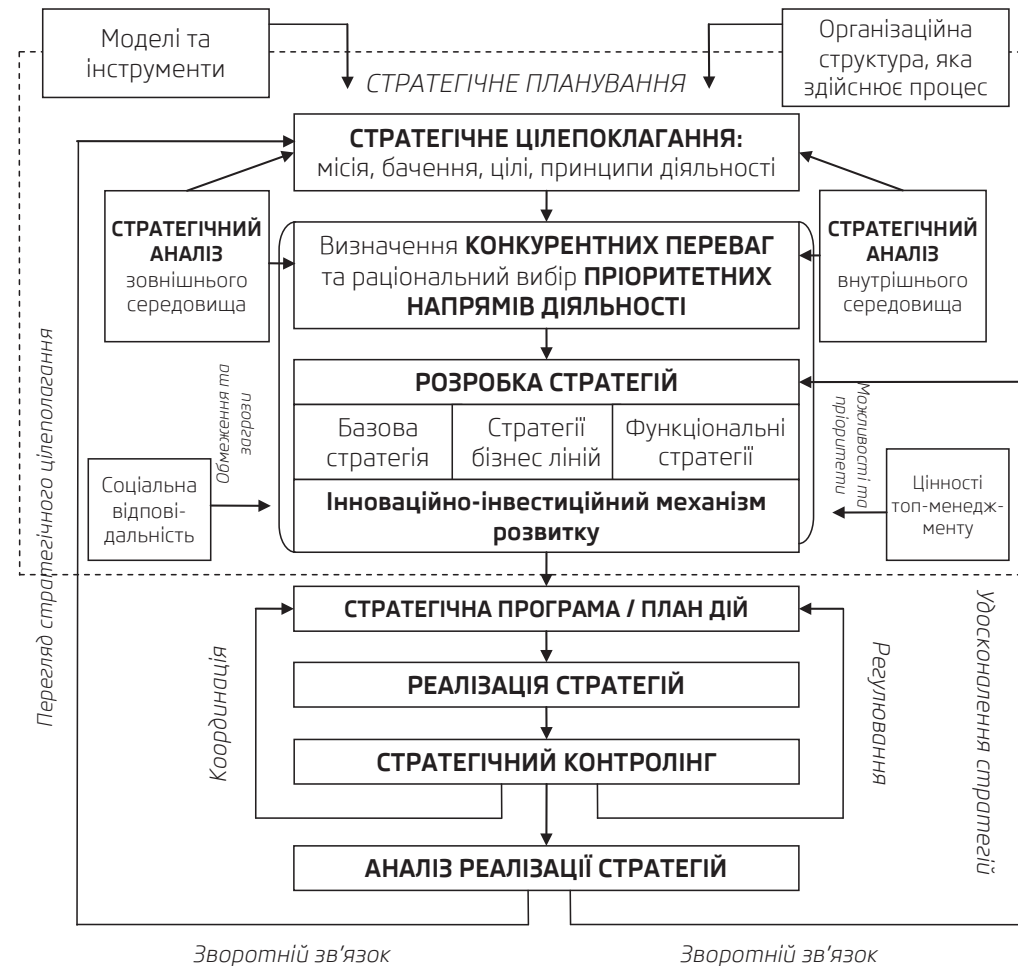 Моделі та
інструменти
Організаційна
структура, яка
здійснює процес
СТРАТЕГІЧНЕ ПЛАНУВАННЯ
СТРАТЕГІЧНЕ ЦІЛЕПОКЛАГАННЯ:
місія, бачення, цілі, принципи діяльності
СТРАТЕГІЧНИЙ
АНАЛІЗ
зовнішнього
середовища
Визначення КОНКУРЕНТНИХ ПЕРЕВАГ
та раціональний вибір ПРІОРИТЕТНИХ
НАПРЯМІВ ДІЯЛЬНОСТІ
СТРАТЕГІЧНИЙ
АНАЛІЗ
внутрішнього
середовища
РОЗРОБКА СТРАТЕГІЙ
Базова
стратегія
Стратегії
бізнес ліній
Функціональні
стратегії
Інноваційно-інвестиційний механізм
розвитку
Обмеження та
загрози
Можливості та
пріоритети
Соціальна
відпові-
дальність
Цінності
топ-менедж-
менту
Перегляд стратегічного цілеполагання
Удосконалення стратегій
СТРАТЕГІЧНА ПРОГРАМА / ПЛАН ДІЙ
РЕАЛІЗАЦІЯ СТРАТЕГІЙ
СТРАТЕГІЧНИЙ КОНТРОЛІНГ
Координація
Регулювання
АНАЛІЗ РЕАЛІЗАЦІЇ СТРАТЕГІЙ
Зворотній зв'язок
Зворотній зв'язок